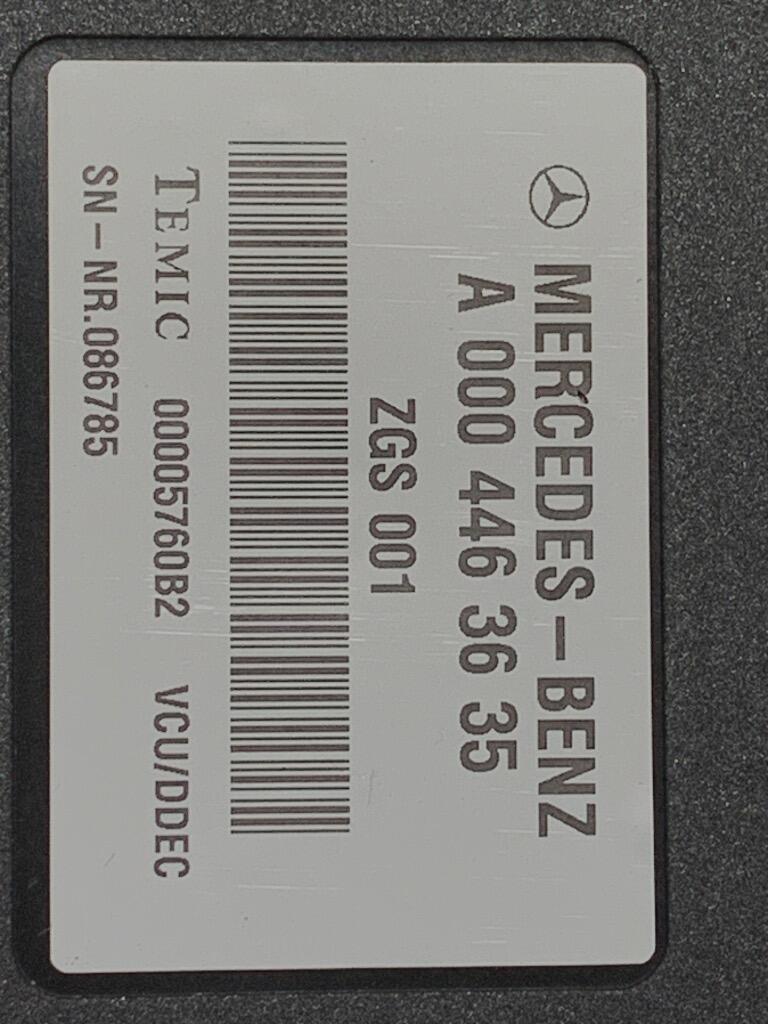 MERCEDES-BENZ
A 000 446 36 35
ZGS 001
TEMIC 00005760B2 VCU/DDEC
SN-NR.086785